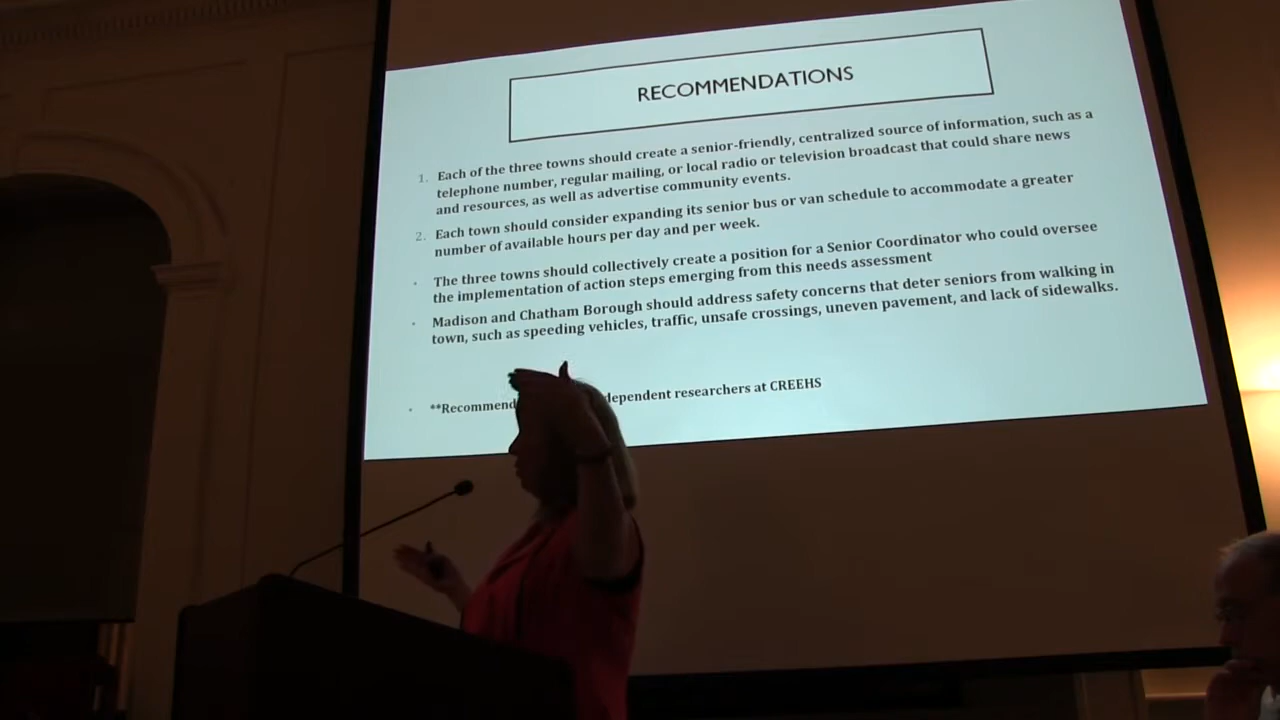 RECOMMENDATIONS
1. Each of the three towns should create a senior-friendly, centralized source of information, such as a
telephone number, regular mailing, or local radio or television broadcast that could share news
and resources, as well as advertise community events.
2. Each town should consider expanding its senior bus or van schedule to accommodate a greater
number of available hours per day and per week.
• The three towns should collectively create a position for a Senior Coordinator who could oversee
the implementation of action steps emerging from this needs assessment
• Madison and Chatham Borough should address safety concerns that deter seniors from walking in
town, such as speeding vehicles, traffic, unsafe crossings, uneven pavement, and lack of sidewalks.
• **Recommend dependent researchers at CREEHS